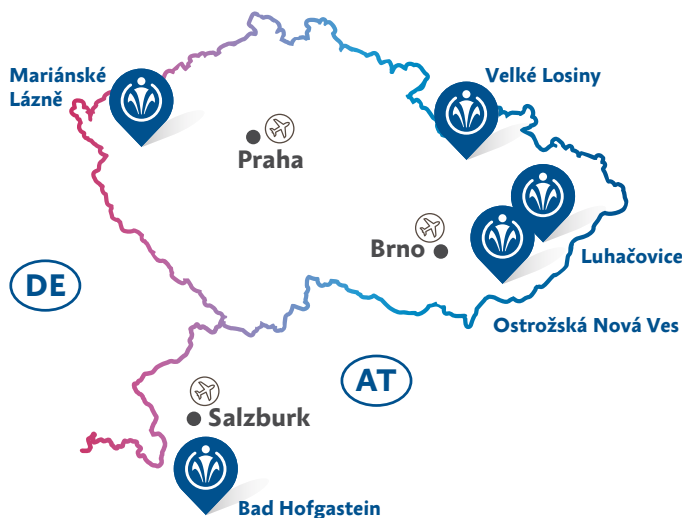 Mariánské
Lázně
Velké Losiny
Praha
Brno
Luhačovice
DE
Ostrožská Nová Ves
AT
Salzburk
Bad Hofgastein